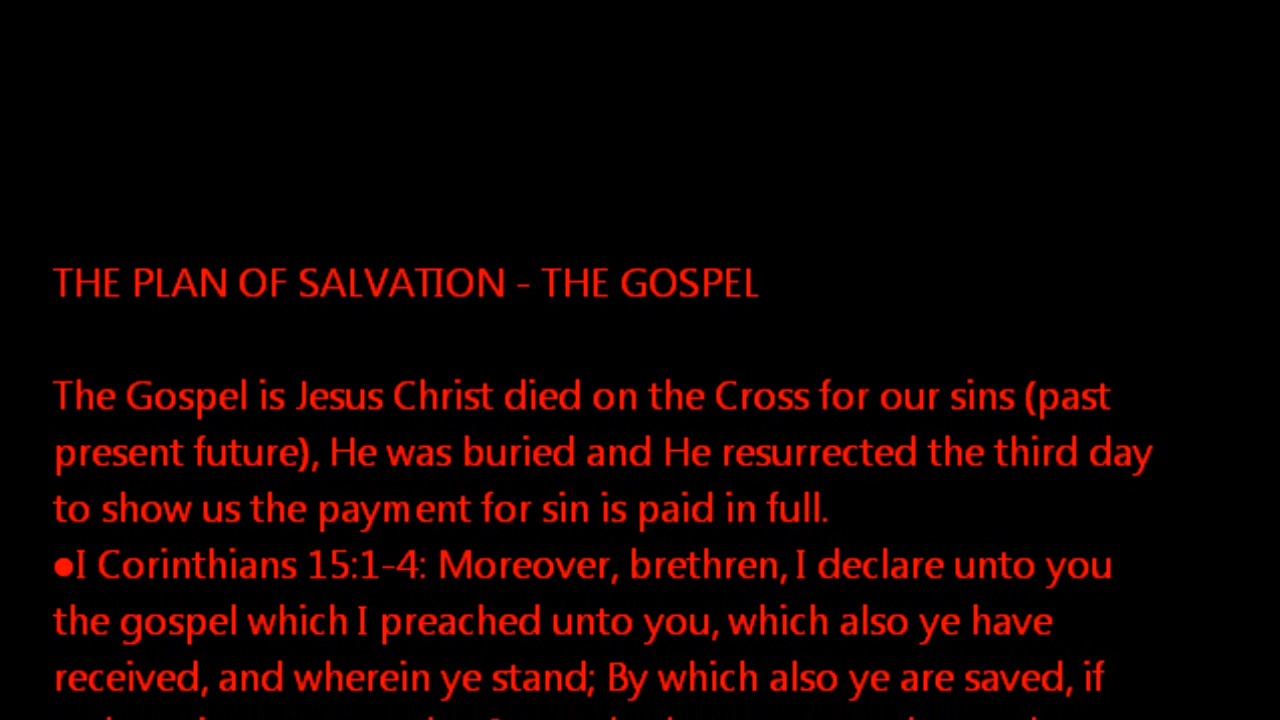 THE PLAN OF SALVATION - THE GOSPEL
The Gospel is Jesus Christ died on the Cross for our sins (past
present future), He was buried and He resurrected the third day
to show us the payment for sin is paid in full.
●I Corinthians 15:1-4: Moreover, brethren, I declare unto you
the gospel which I preached unto you, which also ye have
received, and wherein ye stand; By which also ye are saved, if